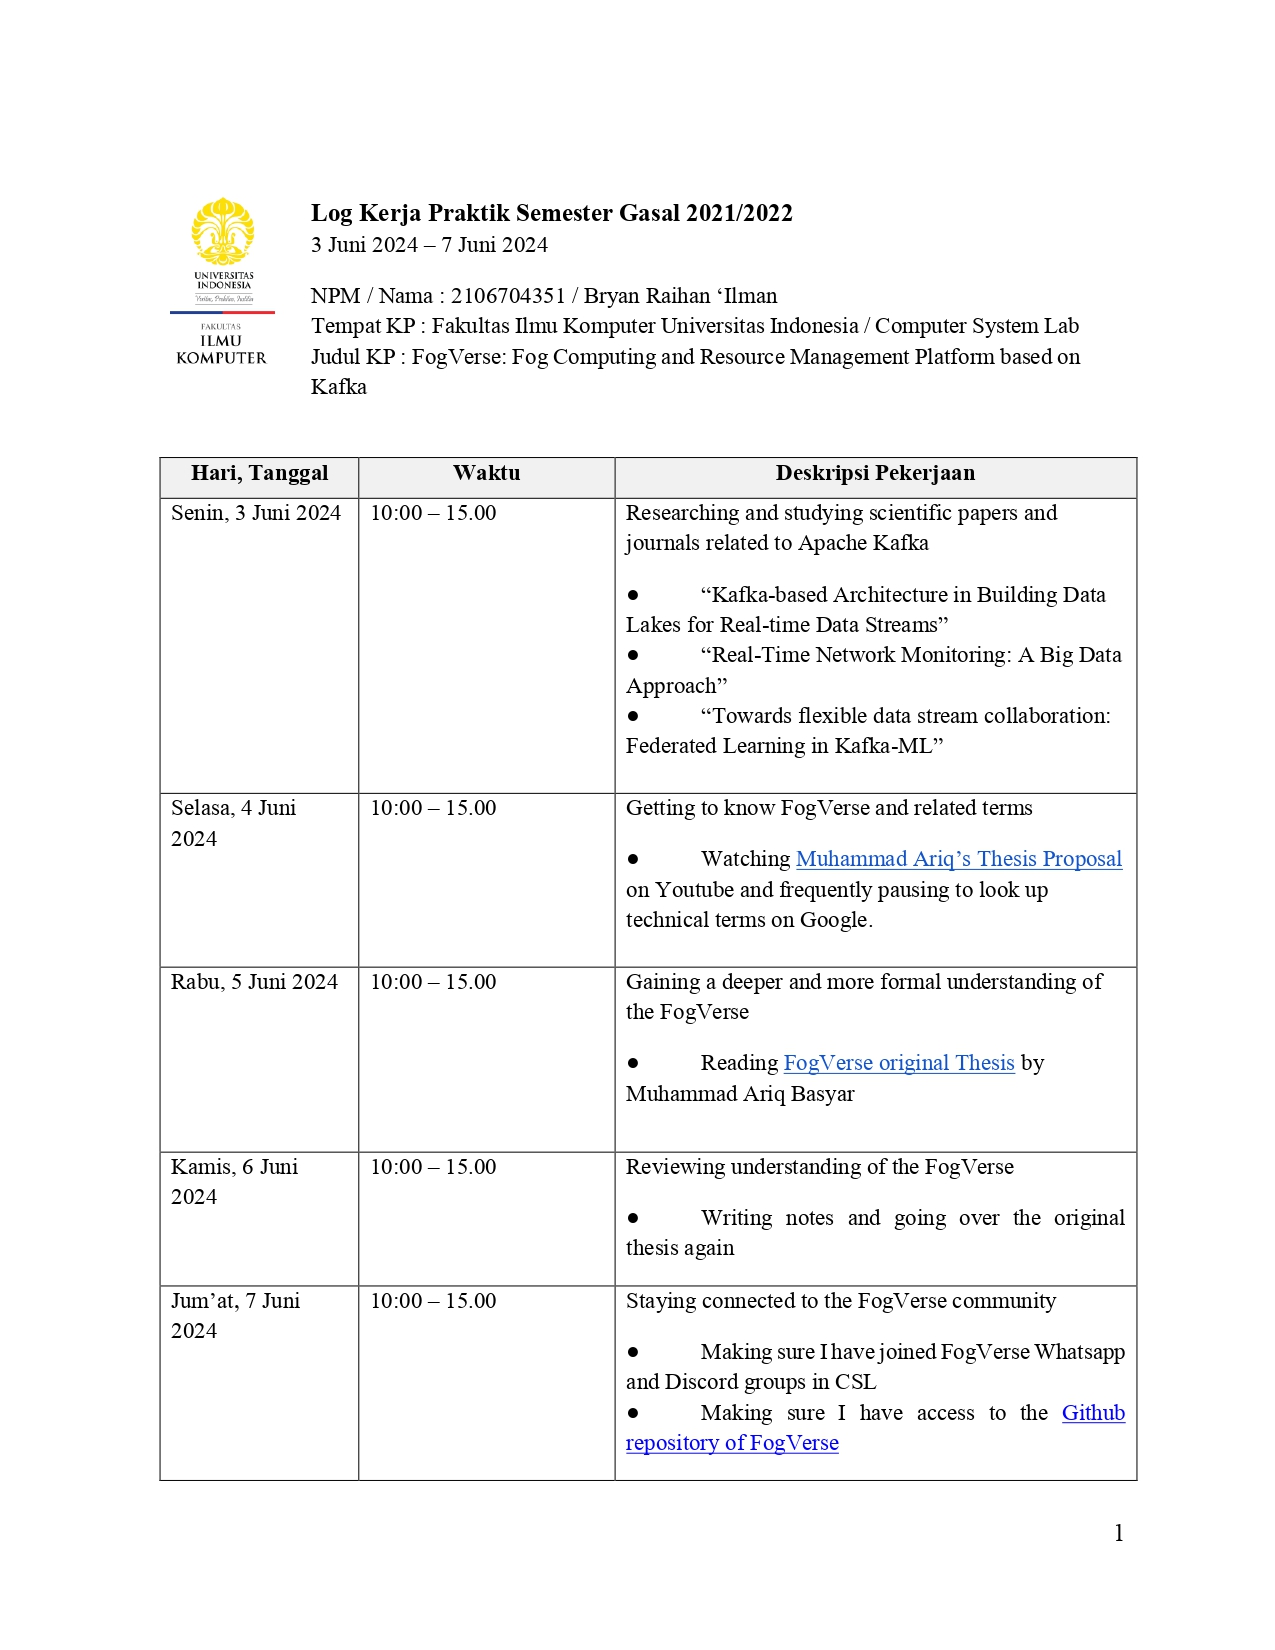 UNIVERSITAS
INDONESIA
Veritas, Probitas, Iustitia
FAKULTAS
ILMU
KOMPUTER
Log Kerja Praktik Semester Gasal 2021/2022
3 Juni 2024 – 7 Juni 2024
NPM / Nama : 2106704351 / Bryan Raihan ‘Ilman
Tempat KP : Fakultas Ilmu Komputer Universitas Indonesia / Computer System Lab
Judul KP : FogVerse: Fog Computing and Resource Management Platform based on
Kafka
Hari, Tanggal
Waktu
Deskripsi Pekerjaan
Senin, 3 Juni 2024
10:00 – 15.00
Researching and studying scientific papers and
journals related to Apache Kafka
● “Kafka-based Architecture in Building Data
Lakes for Real-time Data Streams”
● “Real-Time Network Monitoring: A Big Data
Approach”
● “Towards flexible data stream collaboration:
Federated Learning in Kafka-ML”
Selasa, 4 Juni
2024
10:00 – 15.00
Getting to know FogVerse and related terms
● Watching Muhammad Ariq’s Thesis Proposal
on Youtube and frequently pausing to look up
technical terms on Google.
Rabu, 5 Juni 2024
10:00 – 15.00
Gaining a deeper and more formal understanding of
the FogVerse
● Reading FogVerse original Thesis by
Muhammad Ariq Basyar
Kamis, 6 Juni
2024
10:00 – 15.00
Reviewing understanding of the FogVerse
● Writing notes and going over the original
thesis again
Jum’at, 7 Juni
2024
10:00 – 15.00
Staying connected to the FogVerse community
● Making sure I have joined FogVerse Whatsapp
and Discord groups in CSL
● Making sure I have access to the Github
repository of FogVerse
1